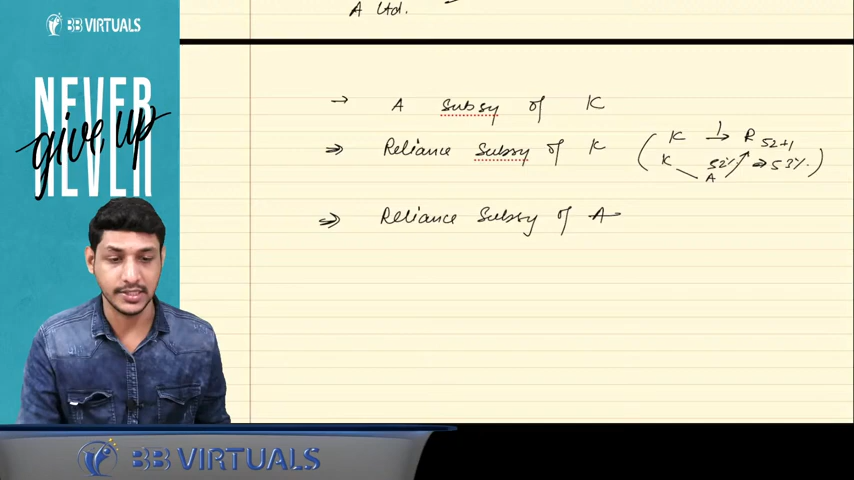 BB VIRTUALS
NEVER
give up
NEVER
A Ltd.
→ A Subsy of K
⇒ Reliance Subsy of K
( K 1→ R 52+1
K 52% A ⇒ 53%. )
⇒ Reliance Subsy of A
BB VIRTUALS